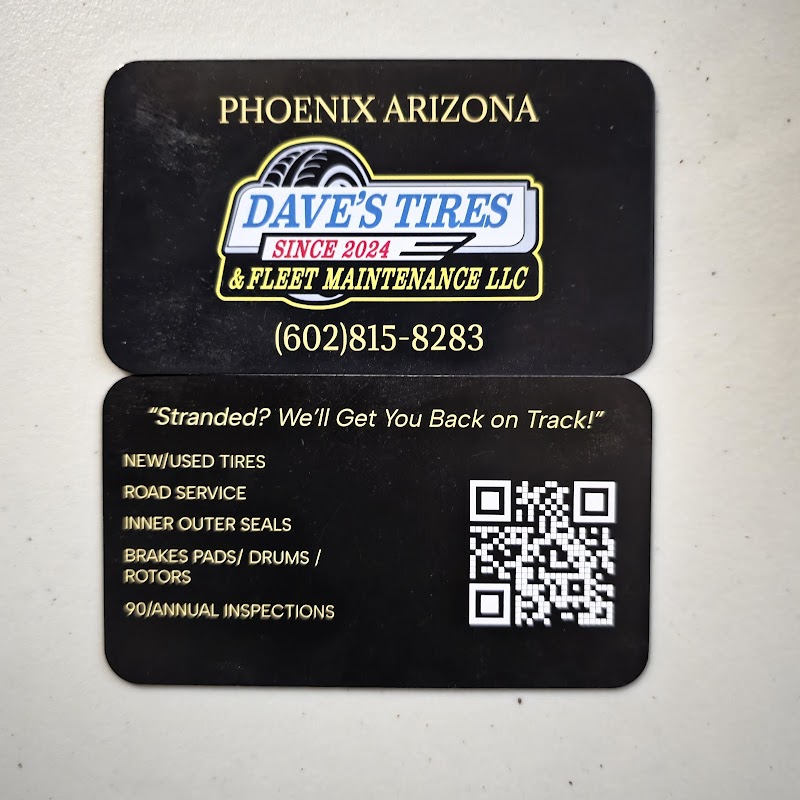 PHOENIX ARIZONA
DAVE'S TIRES
SINCE 2024
& FLEET MAINTENANCE LLC
(602)815-8283
"Stranded? We'll Get You Back on Track!"
NEW/USED TIRES
ROAD SERVICE
INNER OUTER SEALS
BRAKES PADS/ DRUMS /
ROTORS
90/ANNUAL INSPECTIONS